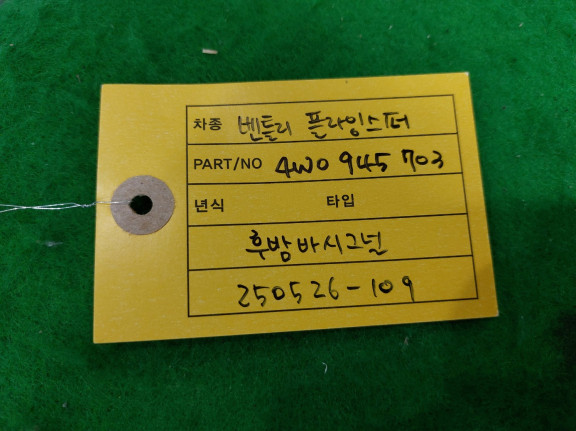 차종 벤틀리 플라잉스퍼
PART/NO 4W0 945 703
년식 타입
후밤바시그널
250526-109